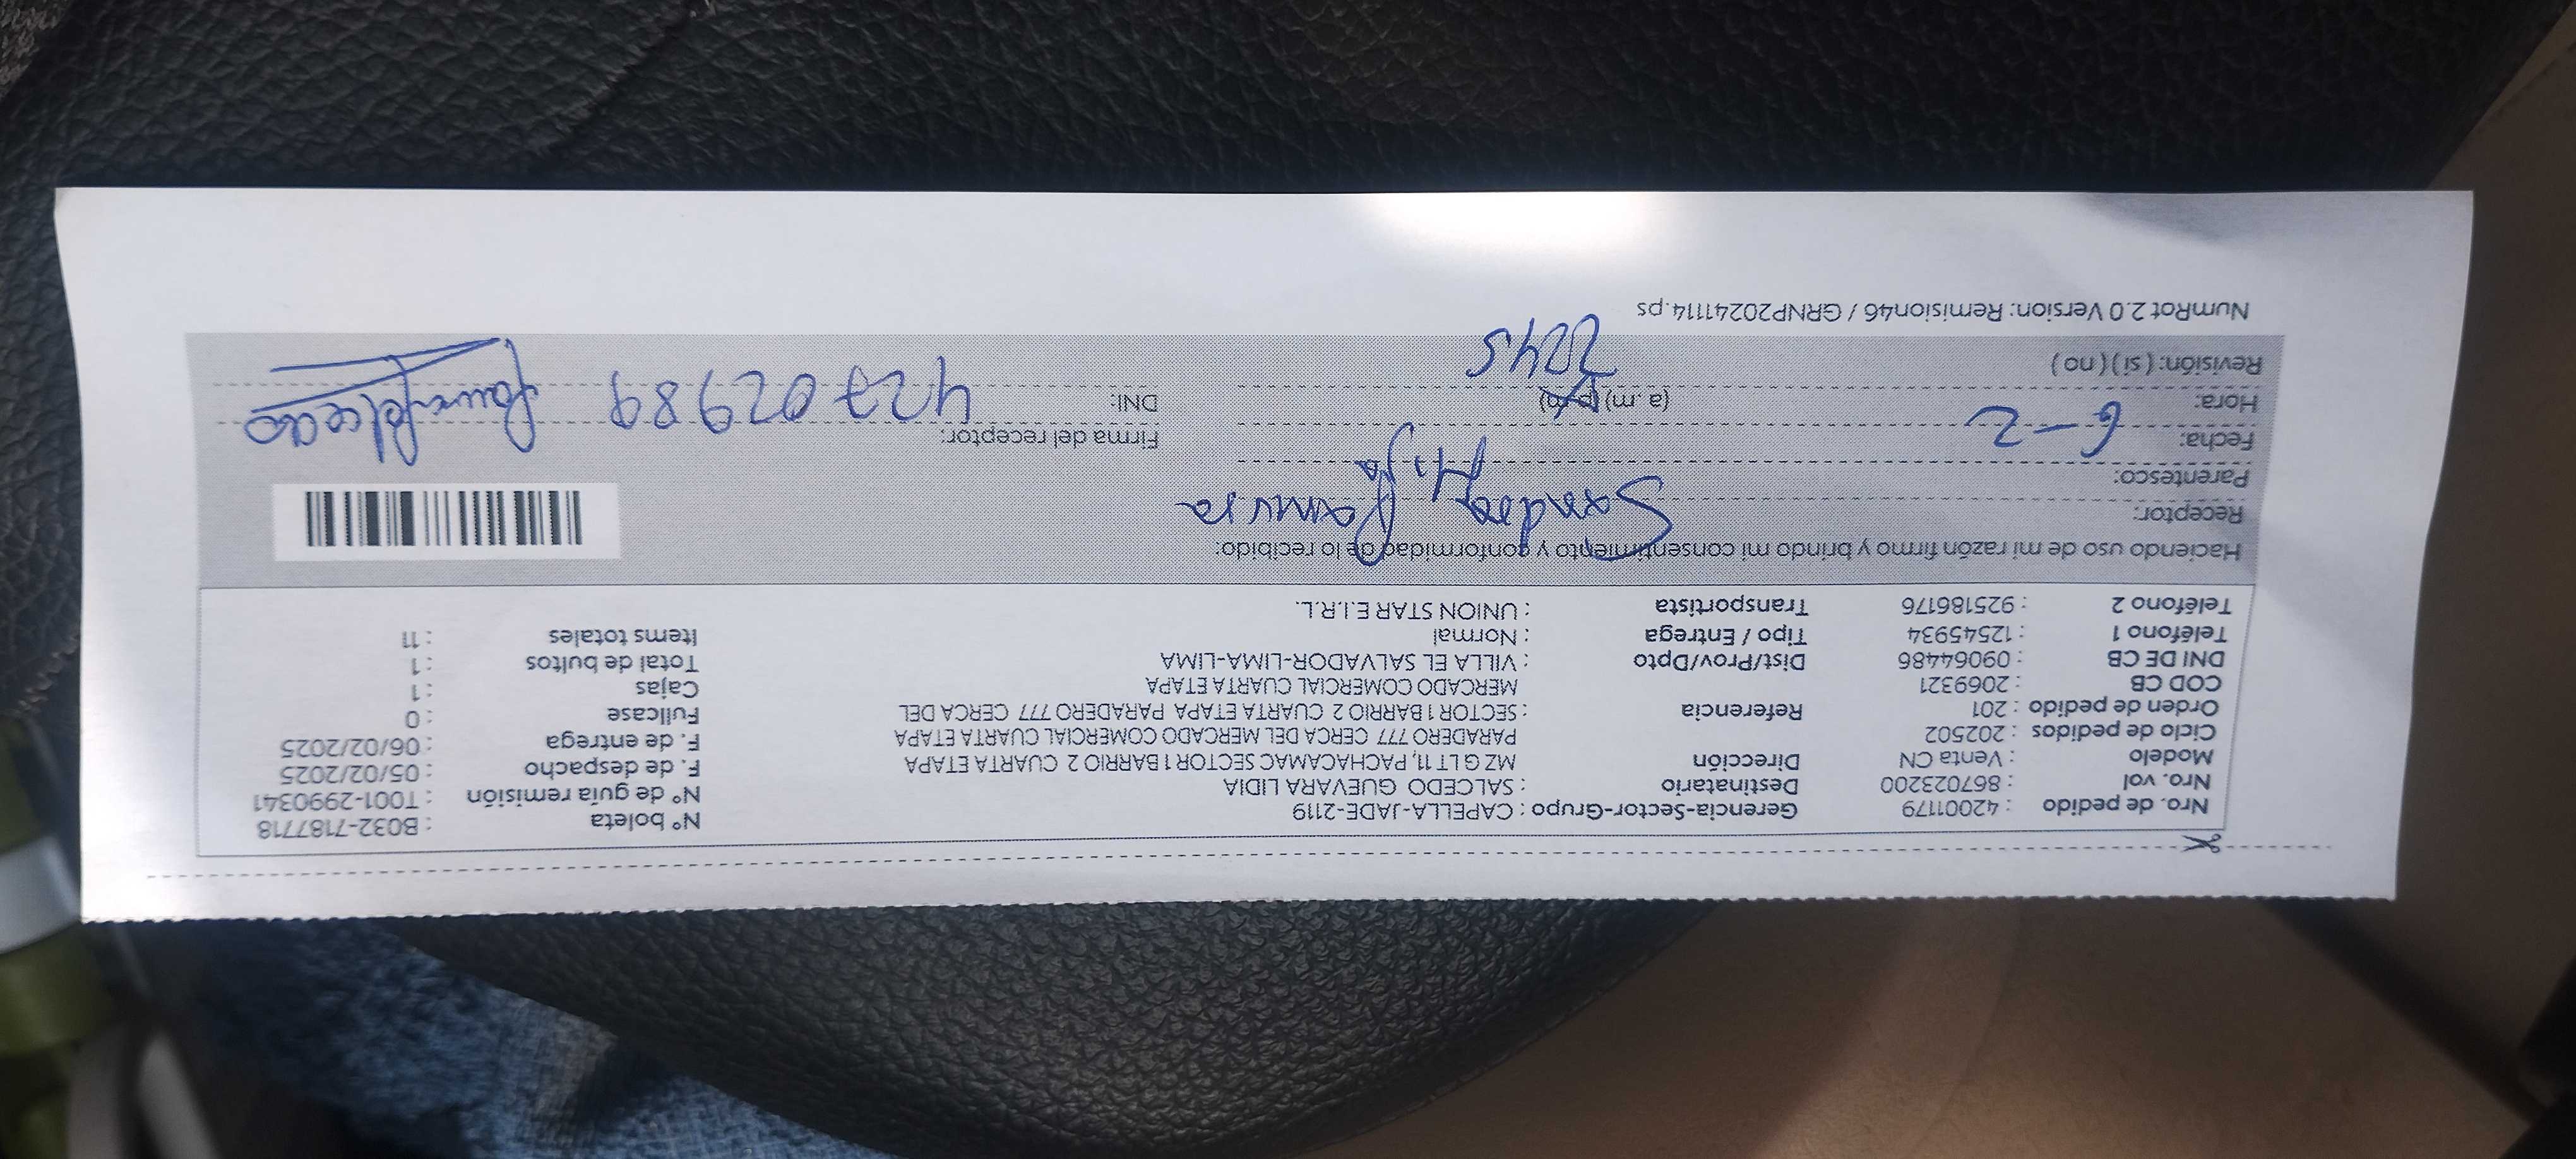 Nro. de pedido : 42001179 Gerencia-Sector-Grupo : CAPELLA-JADE-2119 N° boleta : B032-7187718
Nro. vol : 867023200 Destinatario : SALCEDO GUEVARA LIDIA N° de guía remisión : T001-2990341
Modelo : Venta CN Dirección MZ G LT 11, PACHACAMAC SECTOR 1 BARRIO 2 CUARTA ETAPA F. de despacho : 05/02/2025
Ciclo de pedidos : 202502 PARADERO 777 CERCA DEL MERCADO COMERCIAL CUARTA ETAPA F. de entrega : 06/02/2025
Orden de pedido : 201 Referencia : SECTOR 1 BARRIO 2 CUARTA ETAPA PARADERO 777 CERCA DEL Fullcase : 0
COD CB : 2069321 MERCADO COMERCIAL CUARTA ETAPA Cajas : 1
DNI DE CB : 09064486 Dist/Prov/Dpto : VILLA EL SALVADOR-LIMA-LIMA Total de bultos : 1
Teléfono 1 : 12545934 Tipo / Entrega : Normal Items totales : 11
Teléfono 2 : 925186176 Transportista : UNION STAR E.I.R.L.
Haciendo uso de mi razón firmo y brindo mi consentimiento y conformidad de lo recibido:
Receptor: Sandra
Parentesco: Hija
Fecha: 6-2 Firma del receptor:
Hora: (a.m) (p.m) DNI: 42702989
2245
Revisión: ( si ) ( no )
NumRot 2.0 Version: Remision46 / GRNP20241114.ps